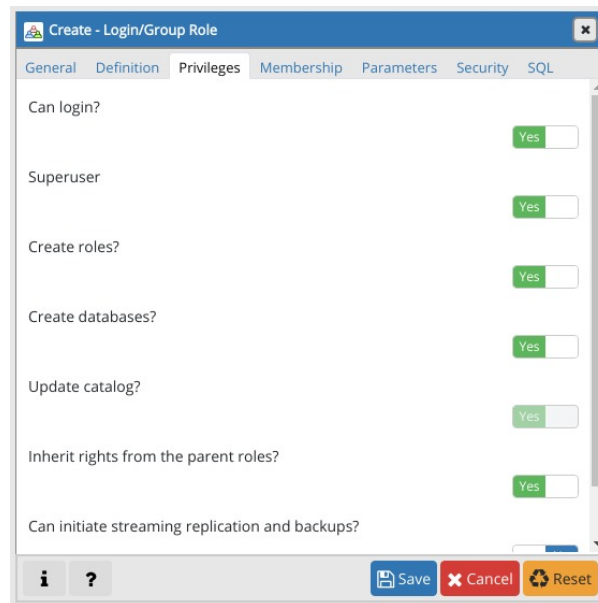 Create - Login/Group Role
General Definition Privileges Membership Parameters Security SQL
Can login?
Yes
Superuser
Yes
Create roles?
Yes
Create databases?
Yes
Update catalog?
Yes
Inherit rights from the parent roles?
Yes
Can initiate streaming replication and backups?
i ? Save Cancel Reset